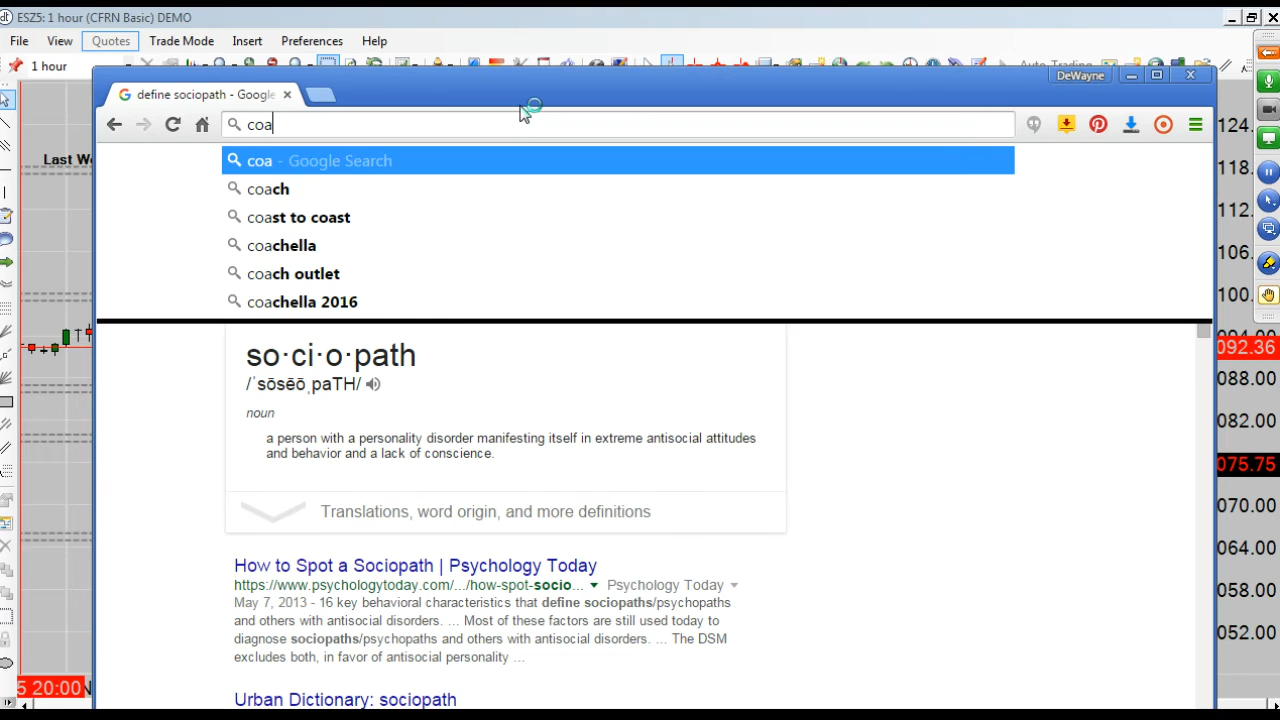 ESZ5: 1 hour (CFRN Basic) DEMO
File View Quotes Trade Mode Insert Preferences Help
1 hour
Auto Trading
DeWayne
define sociopath - Google
coa
coa - Google Search
coach
coast to coast
coachella
coach outlet
coachella 2016
Last We
124.
118.
112.
106.
100.
092.36
088.00
082.00
075.75
070.00
064.00
058.00
052.00
so·ci·o·path
/ˈsōsēōˌpaTH/
noun
a person with a personality disorder manifesting itself in extreme antisocial attitudes
and behavior and a lack of conscience.
Translations, word origin, and more definitions
How to Spot a Sociopath | Psychology Today
https://www.psychologytoday.com/.../how-spot-socio... Psychology Today
May 7, 2013 - 16 key behavioral characteristics that define sociopaths/psychopaths
and others with antisocial disorders. ... Most of these factors are still used today to
diagnose sociopaths/psychopaths and others with antisocial disorders. ... The DSM
excludes both, in favor of antisocial personality ...
Urban Dictionary: sociopath
5 20:00